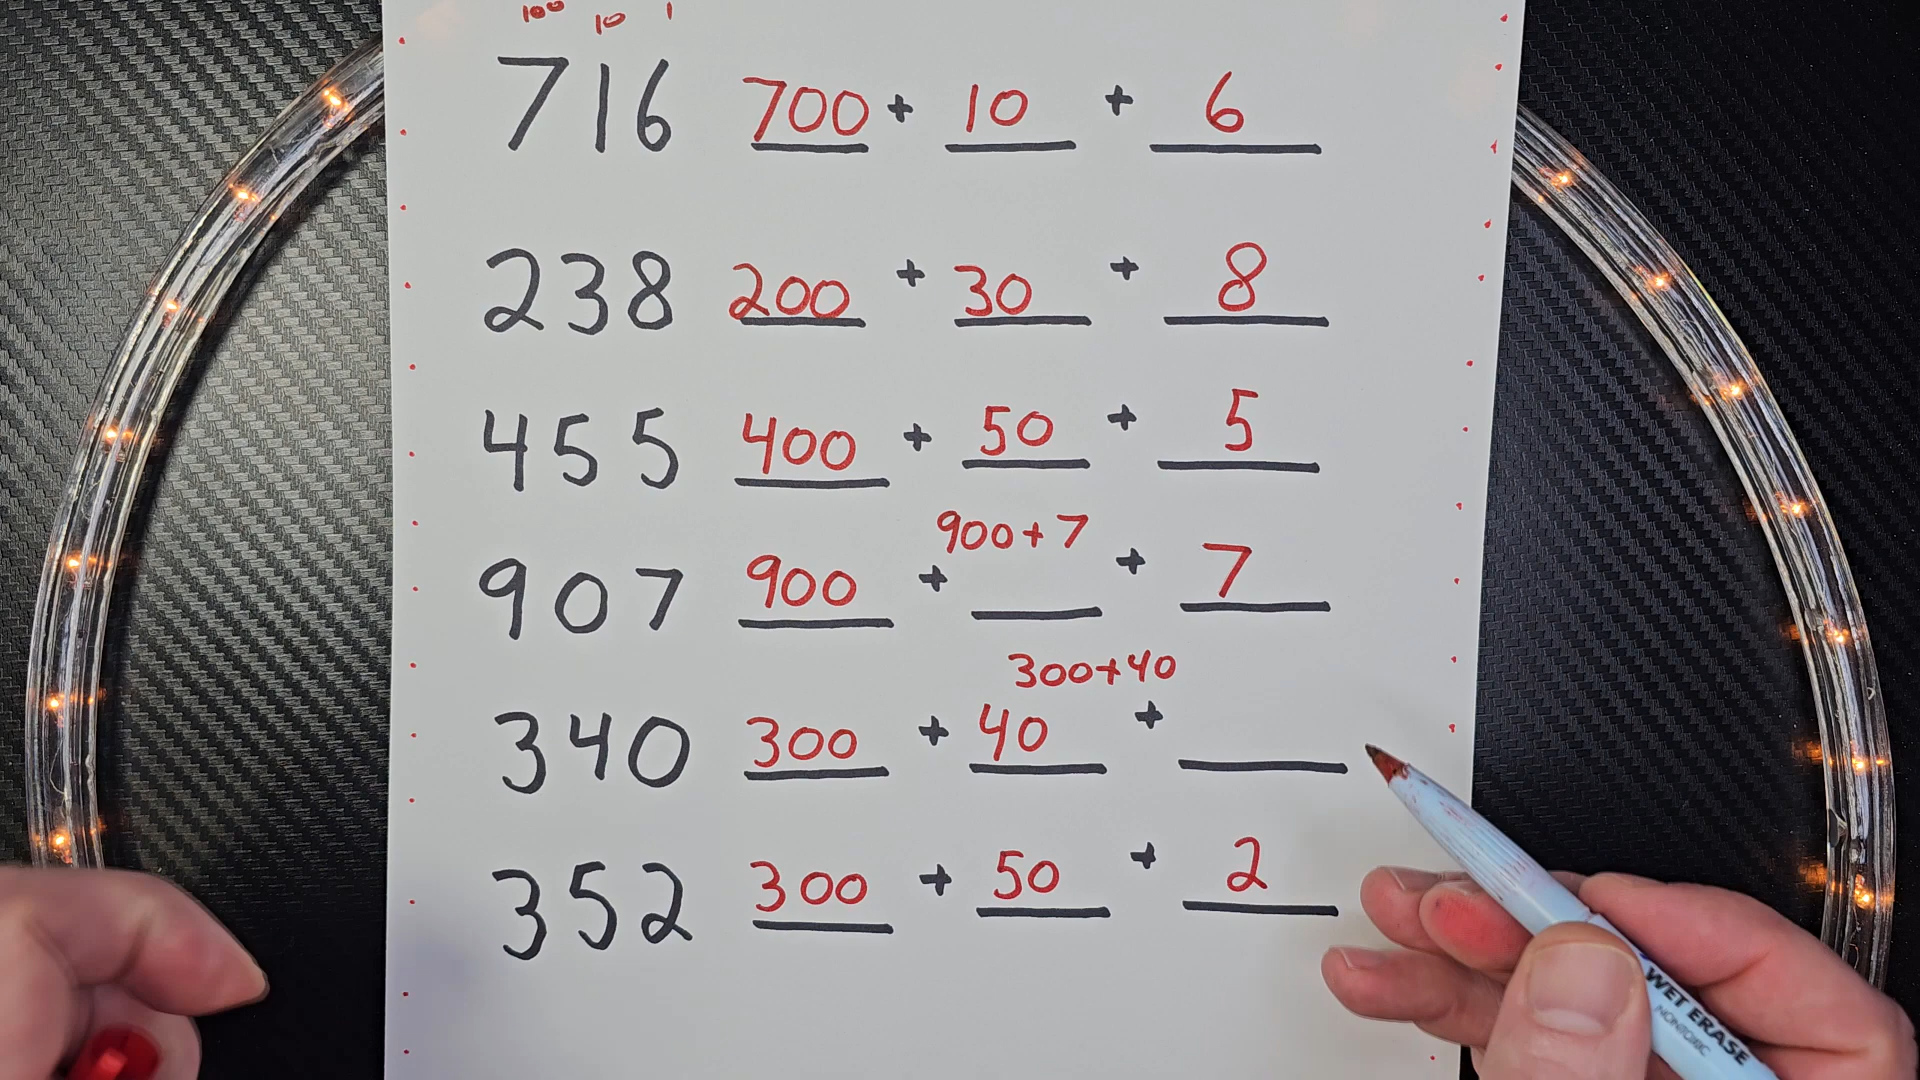 100 10 1
716 700 + 10 + 6
238 200 + 30 + 8
455 400 + 50 + 5
900+7
907 900 + + 7
300+40
340 300 + 40 +
352 300 + 50 + 2
WET ERASE
NONTOXIC